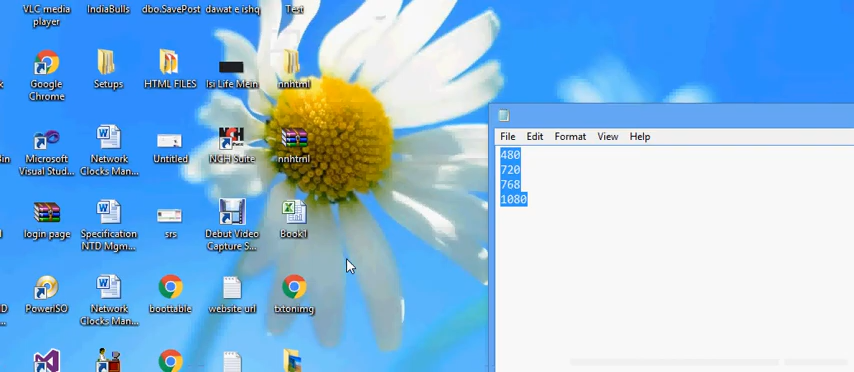 VLC media player
IndiaBulls
dbo.SavePost
dawat e ishq
Test
Google Chrome
Setups
HTML FILES
Isi Life Mein
nnhtml
Microsoft Visual Stud...
Network Clocks Man...
Untitled
NCH Suite
nnhtml
login page
Specification NTD Mgm...
srs
Debut Video Capture S...
Book1
PowerISO
Network Clocks Man...
boottable
website url
txtonimg
File Edit Format View Help
480
720
768
1080